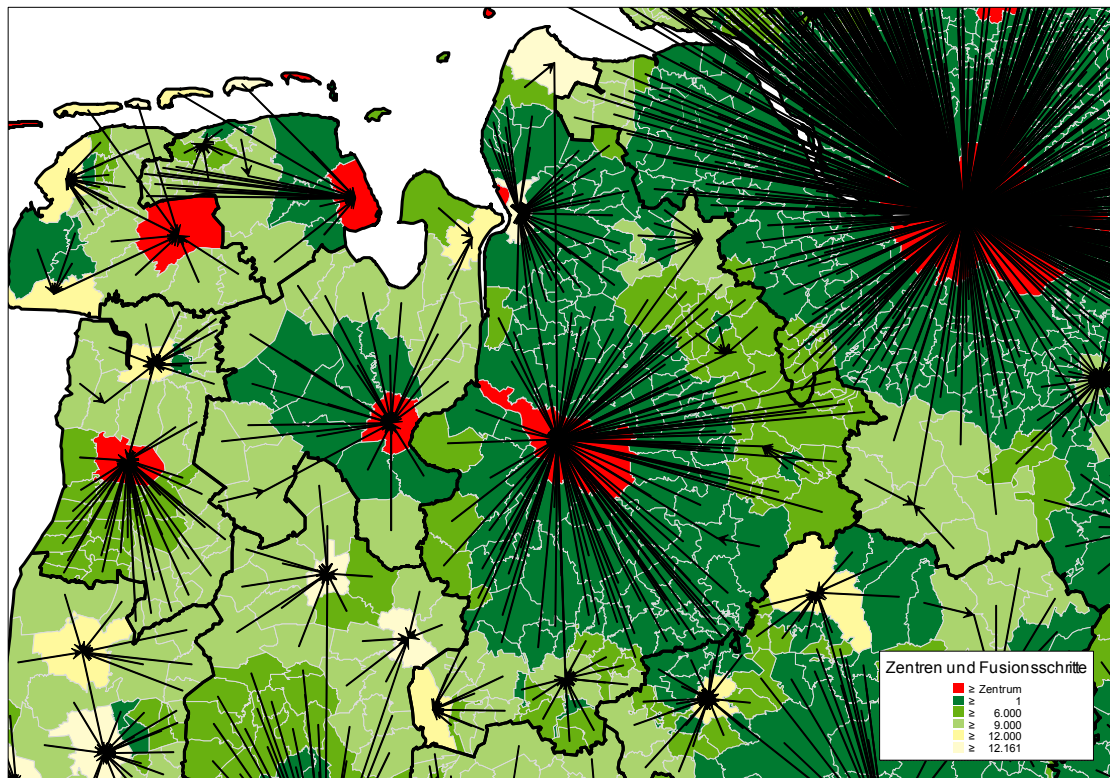 Zentren und Fusionsschritte
≥ Zentrum
≥ 1
≥ 6.000
≥ 9.000
≥ 12.000
≥ 12.161